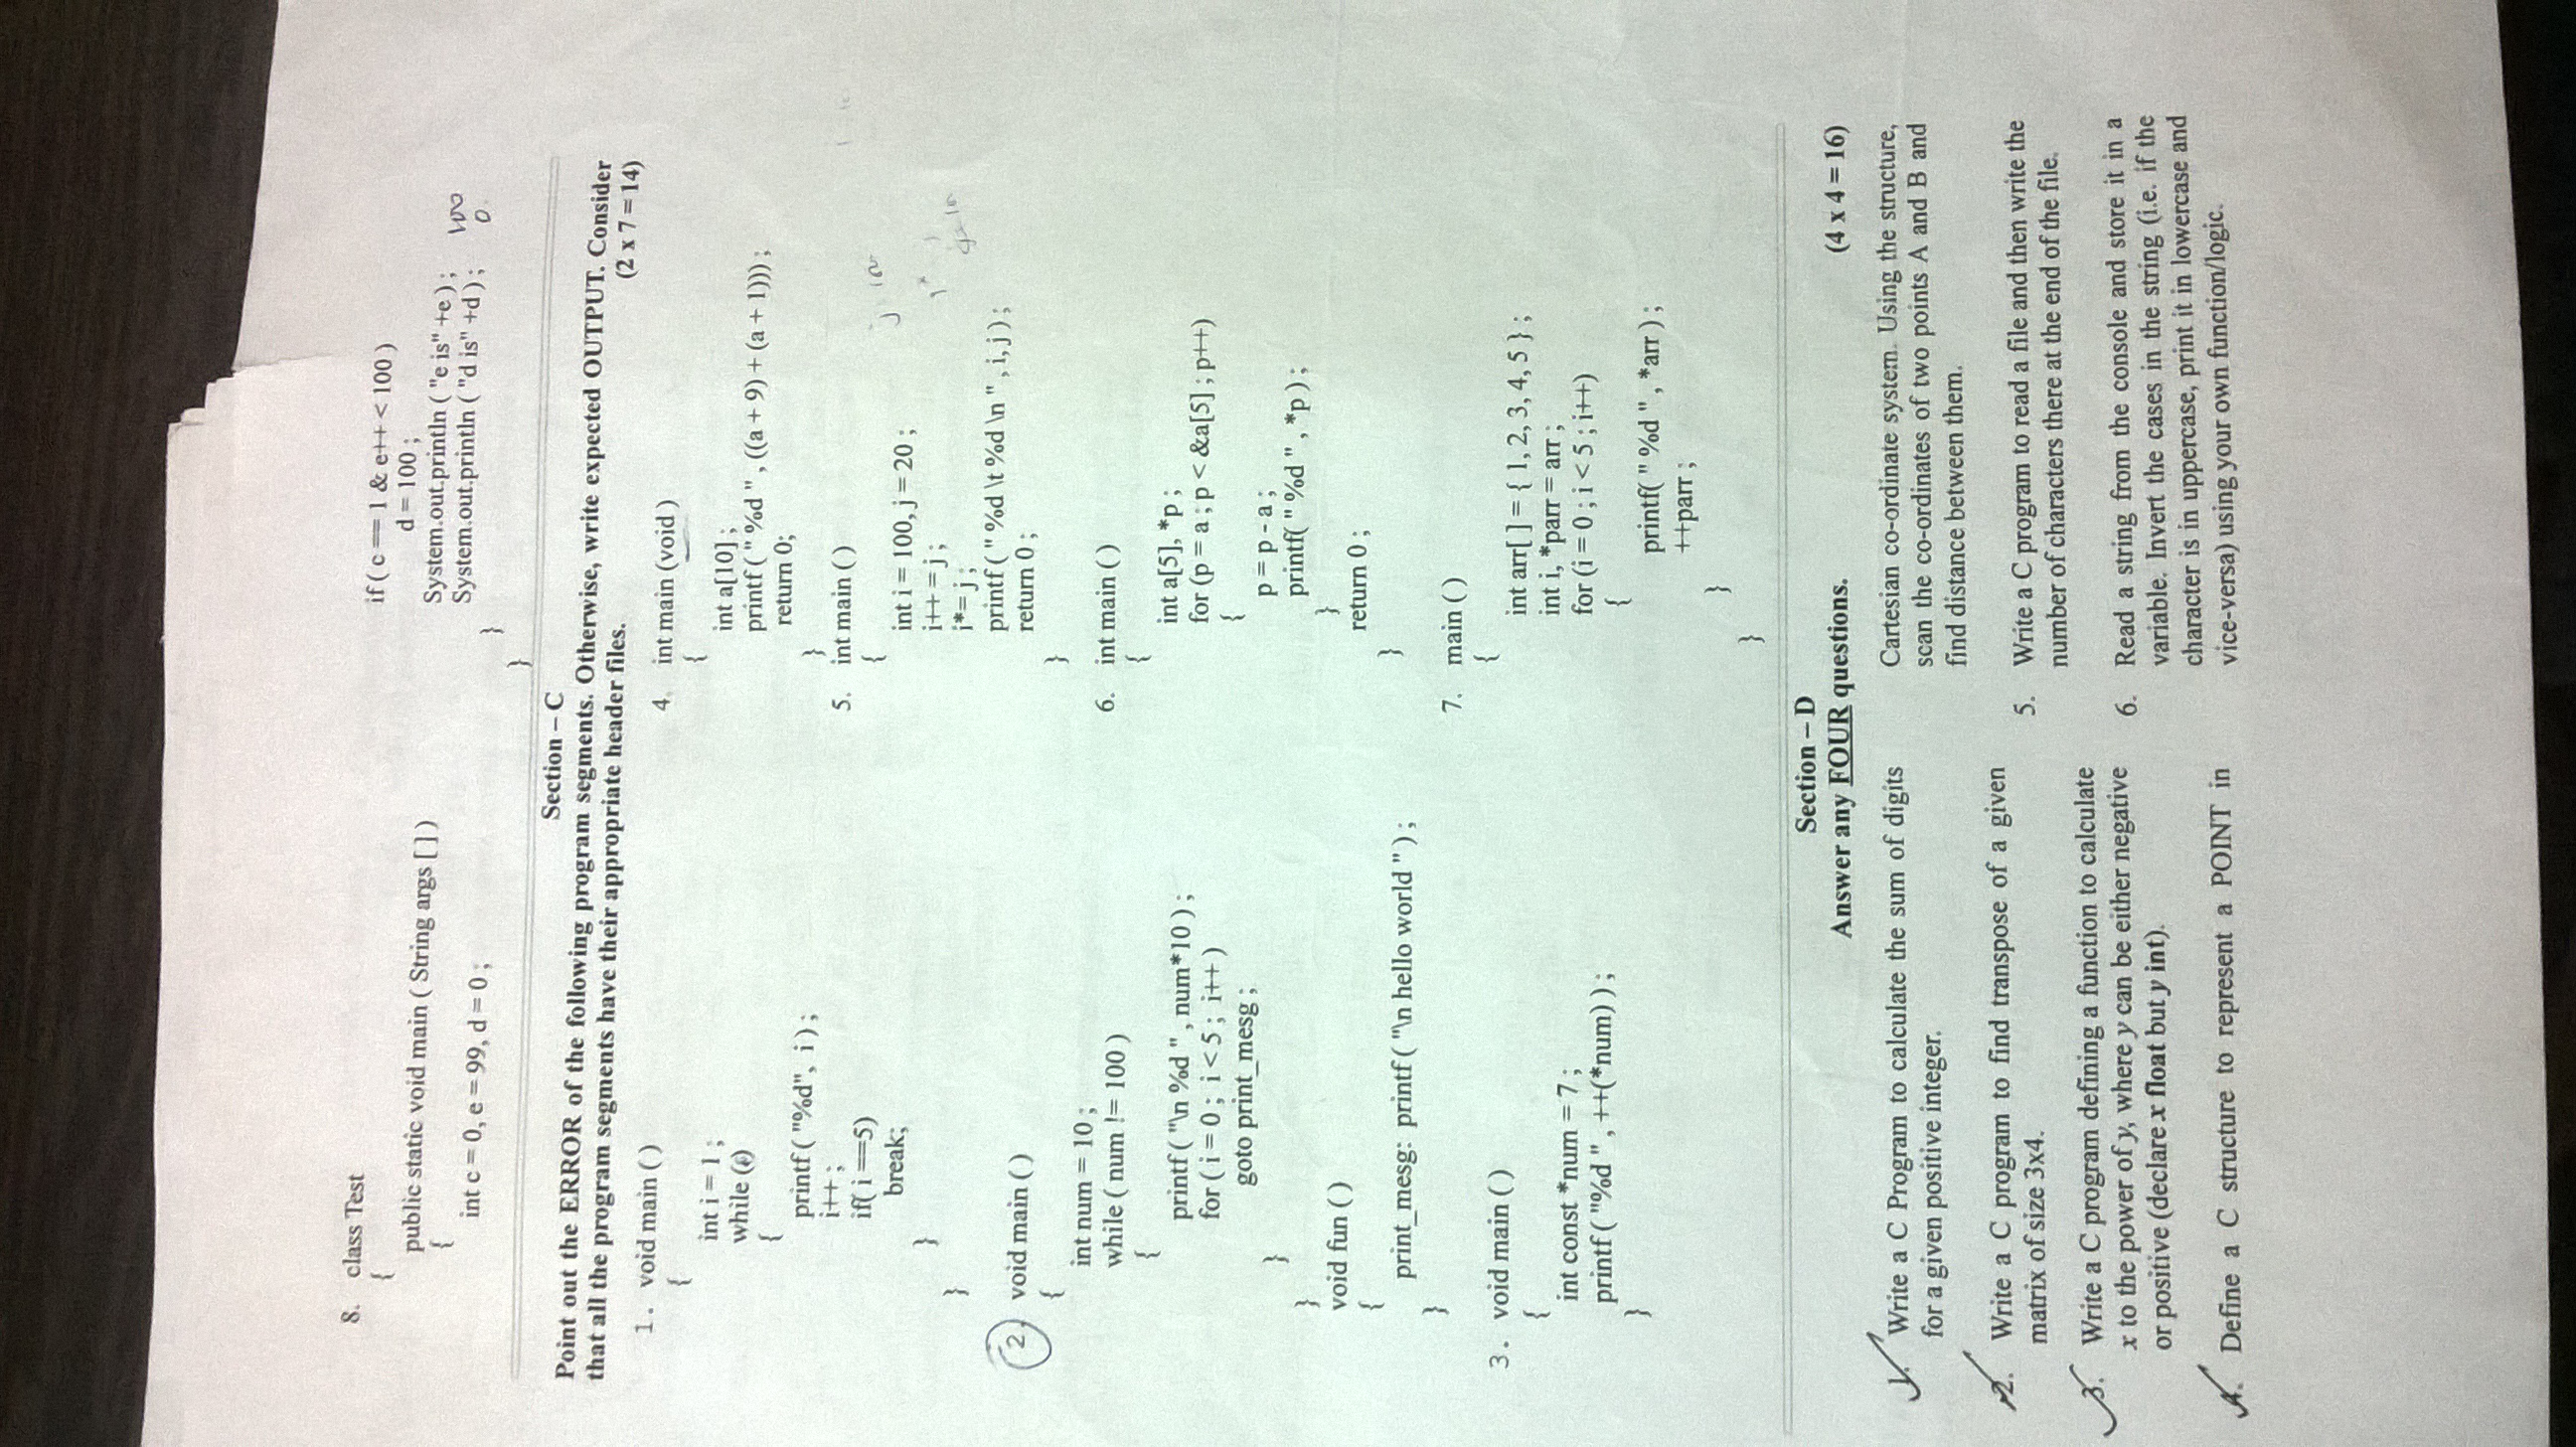 8. class Test
{
public static void main ( String args [ ] )
{
int c = 0, e = 99, d = 0 ;
if ( c == 1 & e++ < 100 )
d = 100 ;
System.out.println ( "e is" +e ) ;
System.out.println ( "d is" +d ) ;
}
}
100
0
Section – C
Point out the ERROR of the following program segments. Otherwise, write expected OUTPUT. Consider
that all the program segments have their appropriate header files.
(2 x 7 = 14)
1. void main ( )
{
int i = 1 ;
while ( )
{
printf ( "%d", i ) ;
i++ ;
if( i ==5)
break;
}
}
2. void main ( )
{
int num = 10 ;
while ( num != 100 )
{
printf ( "\n %d ", num*10 ) ;
for ( i = 0 ; i < 5 ; i++ )
goto print_mesg ;
}
}
void fun ( )
{
print_mesg: printf ( "\n hello world " ) ;
}
3. void main ( )
{
int const *num = 7 ;
printf ( "%d " , ++(*num) ) ;
}
4. int main (void )
{
int a[10] ;
printf ( " %d " , ((a + 9) + (a + 1))) ;
return 0;
}
5. int main ( )
{
int i = 100, j = 20 ;
i++ = j ;
i*= j ;
printf ( " %d \t %d \n " , i, j ) ;
return 0 ;
}
6. int main ( )
{
int a[5], *p ;
for (p = a ; p < &a[5] ; p++)
{
p = p - a ;
printf( " %d " , *p ) ;
}
return 0 ;
}
7. main ( )
{
int arr[ ] = { 1, 2, 3, 4, 5 } ;
int i, *parr = arr ;
for (i = 0 ; i < 5 ; i++)
{
printf( " %d " , *arr ) ;
++parr ;
}
}
Section – D
Answer any FOUR questions.
(4 x 4 = 16)
1. Write a C Program to calculate the sum of digits
for a given positive integer.
2. Write a C program to find transpose of a given
matrix of size 3x4.
3. Write a C program defining a function to calculate
x to the power of y, where y can be either negative
or positive (declare x float but y int).
4. Define a C structure to represent a POINT in
Cartesian co-ordinate system. Using the structure,
scan the co-ordinates of two points A and B and
find distance between them.
5. Write a C program to read a file and then write the
number of characters there at the end of the file.
6. Read a string from the console and store it in a
variable. Invert the cases in the string (i.e. if the
character is in uppercase, print it in lowercase and
vice-versa) using your own function/logic.